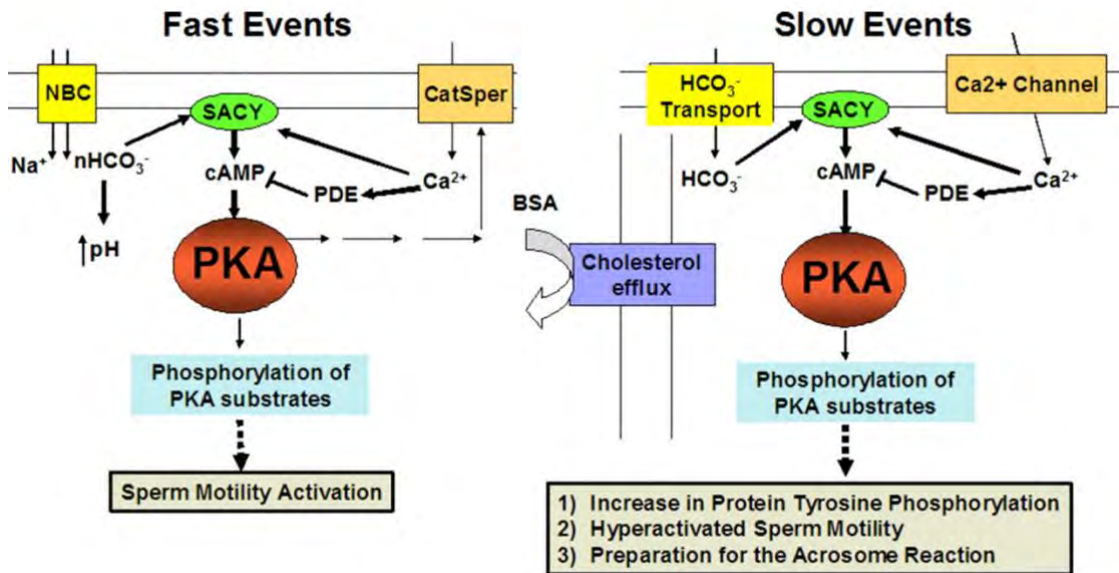 Fast Events
NBC
SACY
CatSper
Na⁺
nHCO₃⁻
cAMP
PDE
Ca²⁺
↑pH
PKA
Phosphorylation of
PKA substrates
Sperm Motility Activation
Slow Events
HCO₃⁻
Transport
SACY
Ca2+ Channel
HCO₃⁻
cAMP
PDE
Ca²⁺
BSA
Cholesterol
efflux
PKA
Phosphorylation of
PKA substrates
1) Increase in Protein Tyrosine Phosphorylation
2) Hyperactivated Sperm Motility
3) Preparation for the Acrosome Reaction